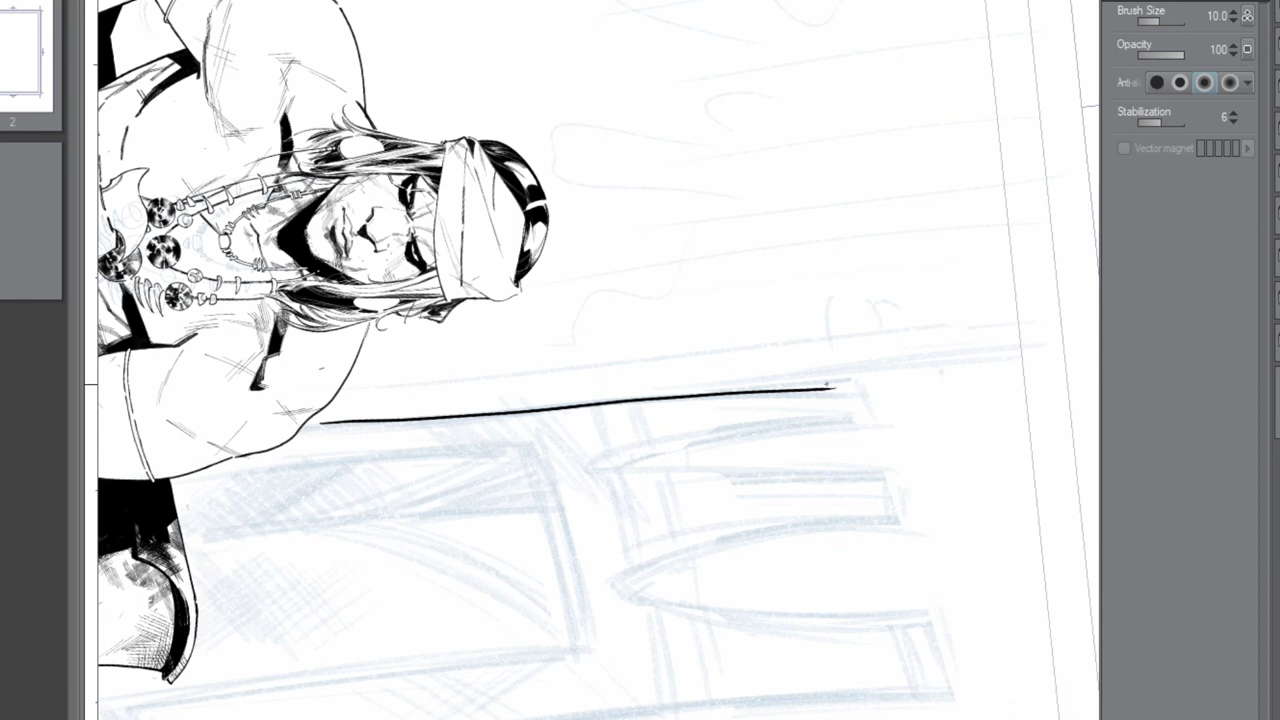 Brush Size 10.0
Opacity 100
Anti-al
Stabilization 6
Vector magnet
2